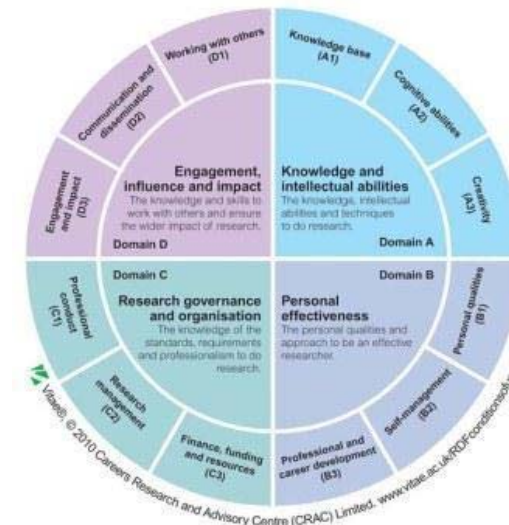 Working with others
(D1)
Knowledge base
(A1)
Communication and
dissemination
(D2)
Cognitive abilities
(A2)
Engagement
and impact
(D3)
Creativity
(A3)
Engagement,
influence and impact
The knowledge and skills to
work with others and ensure
the wider impact of research.
Domain D
Knowledge and
intellectual abilities
The knowledge, intellectual
abilities and techniques
to do research.
Domain A
Domain C
Research governance
and organisation
The knowledge of the
standards, requirements
and professionalism to do
research.
Domain B
Personal
effectiveness
The personal qualities and
approach to be an effective
researcher.
Professional
conduct
(C1)
Personal qualities
(B1)
Research
management
(C2)
Self-management
(B2)
Finance, funding
and resources
(C3)
Professional and
career development
(B3)
Vitae®, © 2010 Careers Research and Advisory Centre (CRAC) Limited. www.vitae.ac.uk/RDFconditionsofu